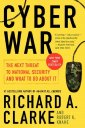 CYBER
WAR
THE NEXT THREAT
TO NATIONAL SECURITY
AND WHAT TO DO ABOUT IT
RICHARD A.
CLARKE
AND
ROBERT K.
KNAKE